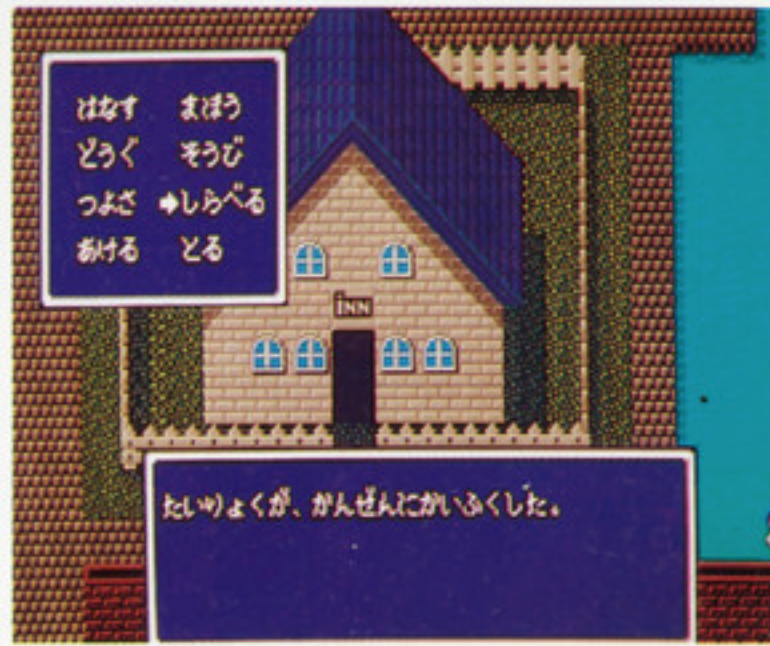 はなす まほう
どうぐ そうび
つよさ ➡しらべる
あける とる
INN
たいりょくが、かんぜんにかいふくした。